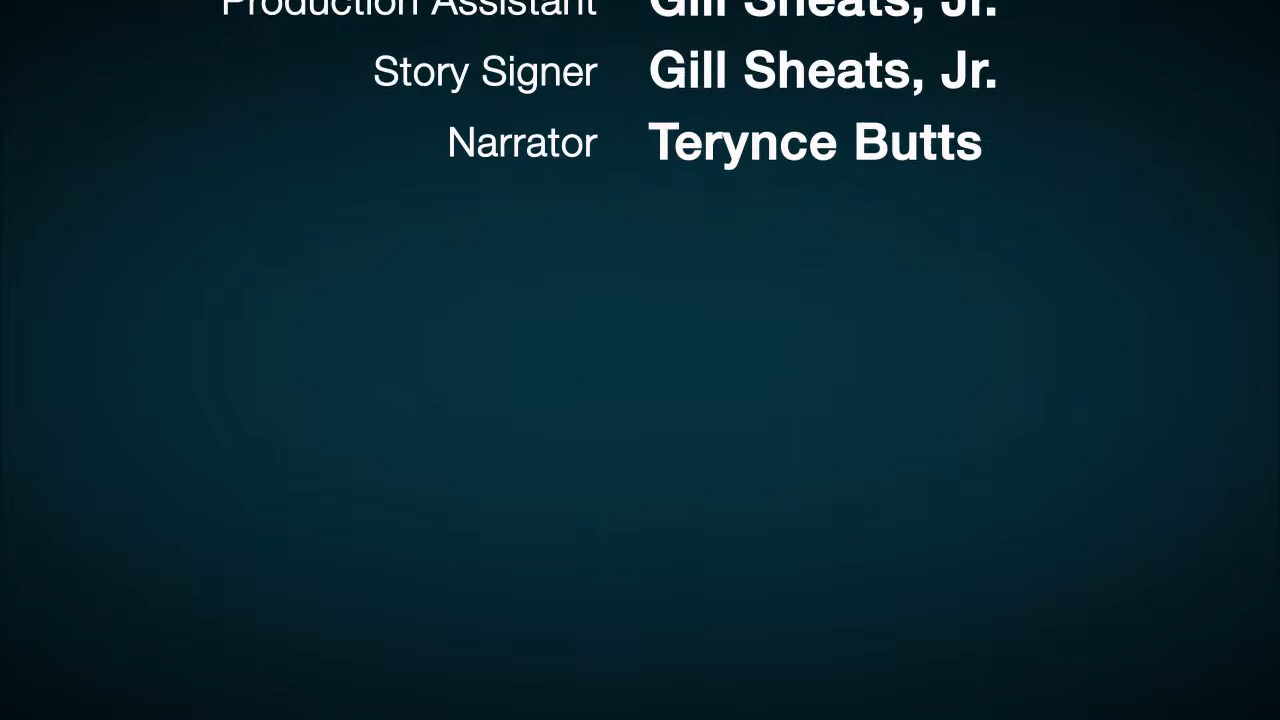 Production Assistant Gill Sheats, Jr.
Story Signer Gill Sheats, Jr.
Narrator Terynce Butts